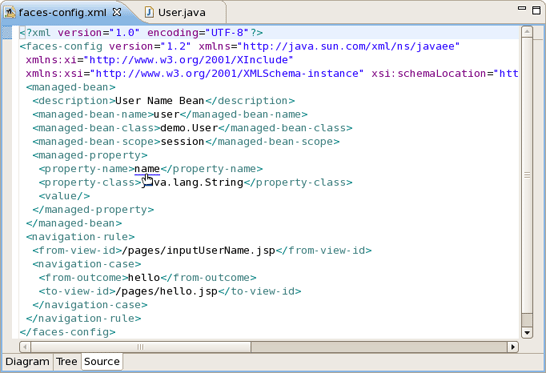 faces-config.xml User.java
<?xml version="1.0" encoding="UTF-8"?>
<faces-config version="1.2" xmlns="http://java.sun.com/xml/ns/javaee"
xmlns:xi="http://www.w3.org/2001/XInclude"
xmlns:xsi="http://www.w3.org/2001/XMLSchema-instance" xsi:schemaLocation="htt
<managed-bean>
<description>User Name Bean</description>
<managed-bean-name>user</managed-bean-name>
<managed-bean-class>demo.User</managed-bean-class>
<managed-bean-scope>session</managed-bean-scope>
<managed-property>
<property-name>name</property-name>
<property-class>java.lang.String</property-class>
<value/>
</managed-property>
</managed-bean>
<navigation-rule>
<from-view-id>/pages/inputUserName.jsp</from-view-id>
<navigation-case>
<from-outcome>hello</from-outcome>
<to-view-id>/pages/hello.jsp</to-view-id>
</navigation-case>
</navigation-rule>
</faces-config>
Diagram Tree Source